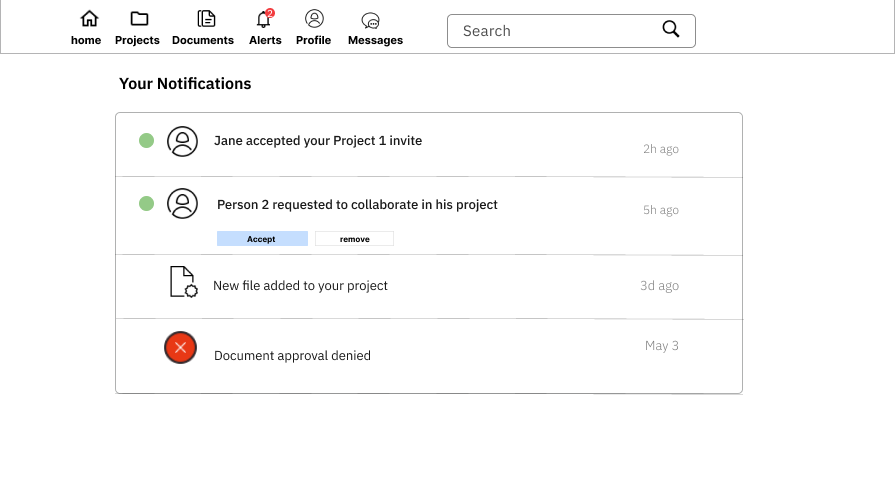 2
home Projects Documents Alerts Profile Messages
Search
Your Notifications
Jane accepted your Project 1 invite
2h ago
Person 2 requested to collaborate in his project
5h ago
Accept remove
New file added to your project
3d ago
Document approval denied
May 3